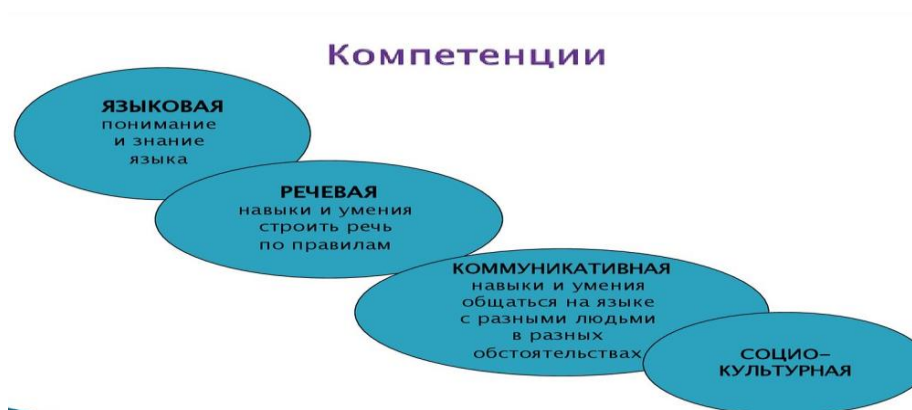 Компетенции
ЯЗЫКОВАЯ
понимание
и знание
языка
РЕЧЕВАЯ
навыки и умения
строить речь
по правилам
КОММУНИКАТИВНАЯ
навыки и умения
общаться на языке
с разными людьми
в разных
обстоятельствах
СОЦИО-
КУЛЬТУРНАЯ